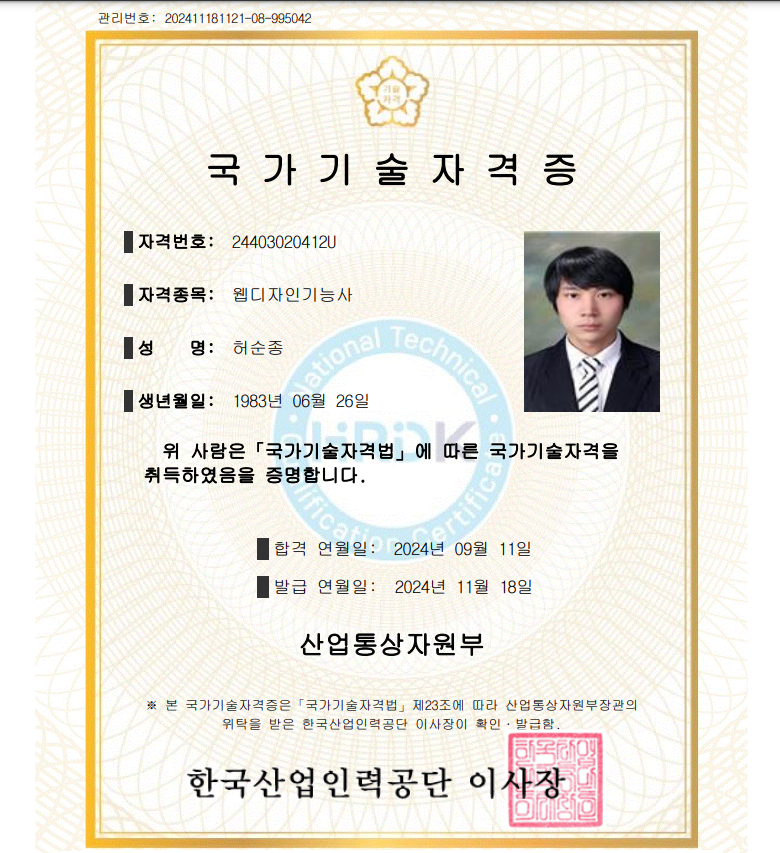 관리번호: 202411181121-08-995042
기술
자격
국 가 기 술 자 격 증
자격번호: 24403020412U
자격종목: 웹디자인기능사
성 명: 허순종
생년월일: 1983년 06월 26일
National Technical
Qualification Certificate
HRDK
위 사람은「국가기술자격법」에 따른 국가기술자격을
취득하였음을 증명합니다.
합격 연월일: 2024년 09월 11일
발급 연월일: 2024년 11월 18일
산업통상자원부
※ 본 국가기술자격증은「국가기술자격법」제23조에 따라 산업통상자원부장관의
위탁을 받은 한국산업인력공단 이사장이 확인·발급함.
한국산업인력공단 이사장